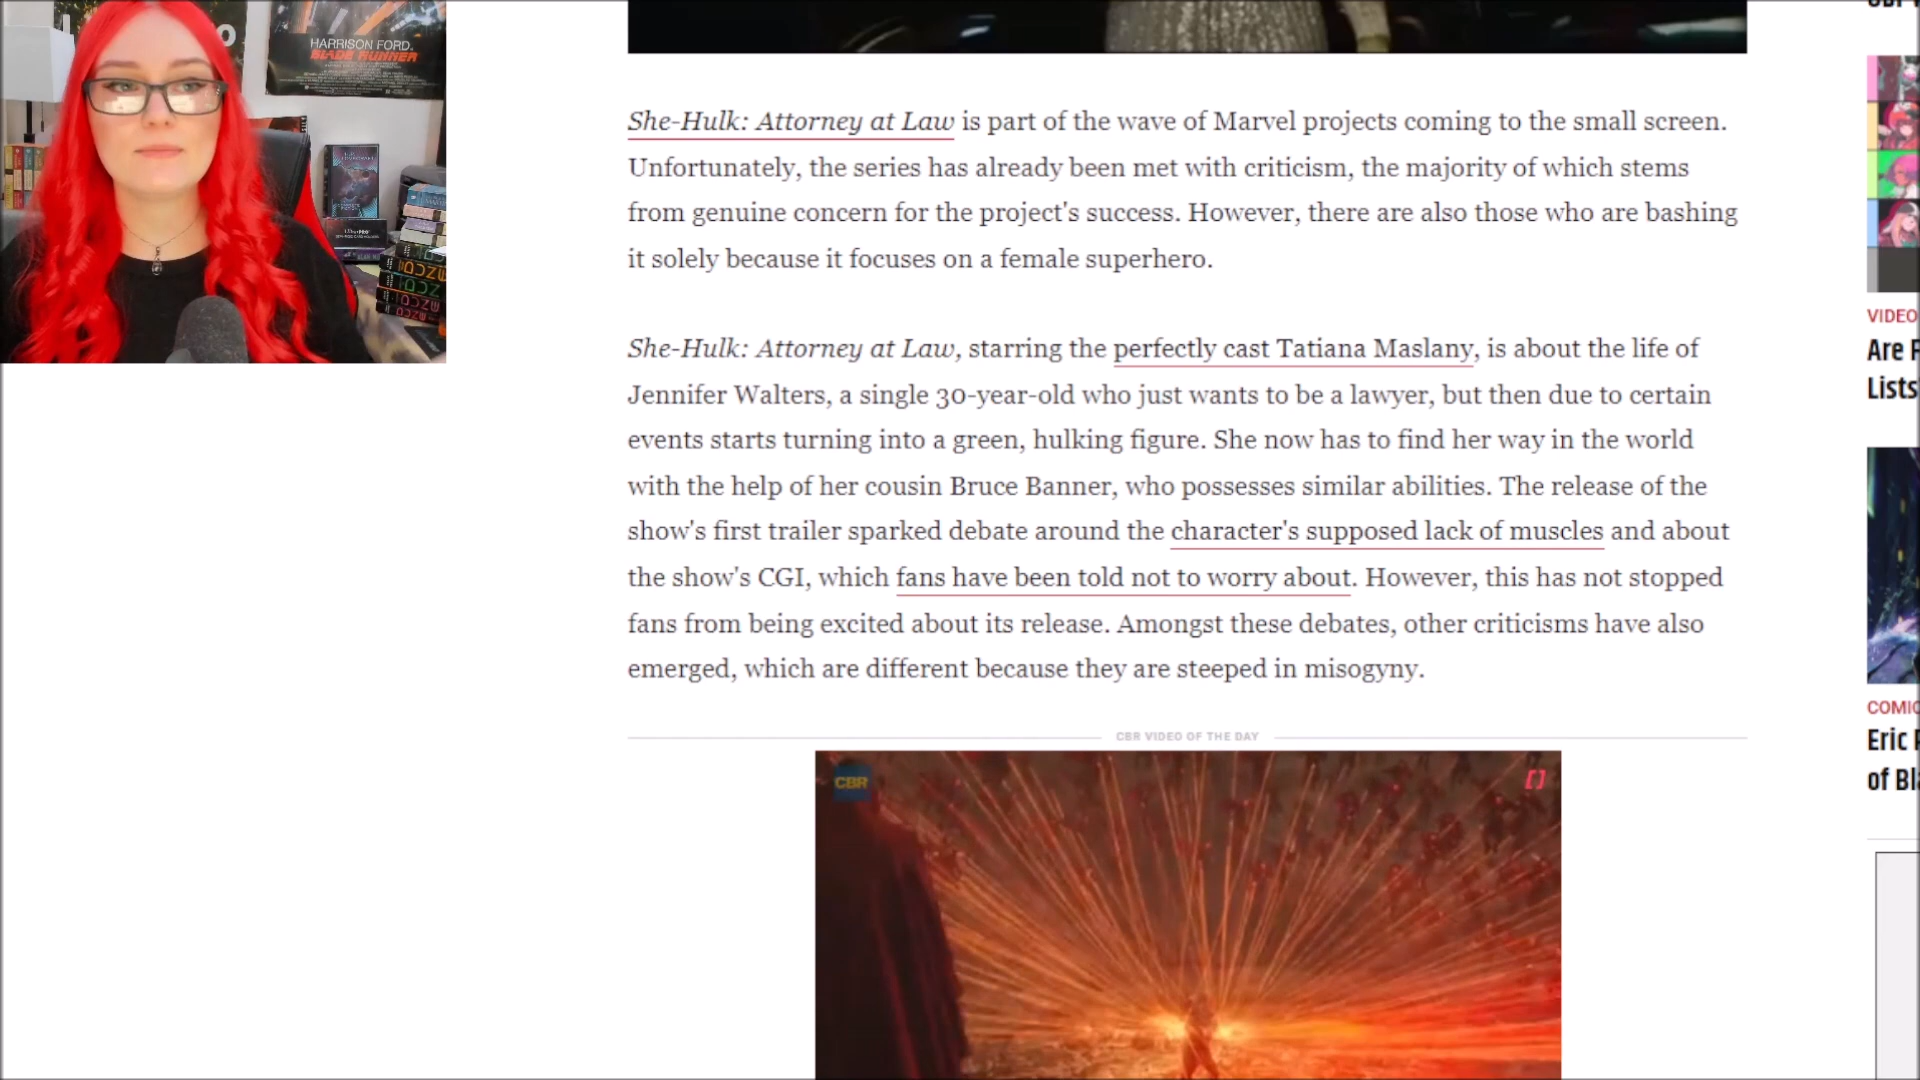 HARRISON FORD.
BLADE RUNNER
She-Hulk: Attorney at Law is part of the wave of Marvel projects coming to the small screen.
Unfortunately, the series has already been met with criticism, the majority of which stems
from genuine concern for the project's success. However, there are also those who are bashing
it solely because it focuses on a female superhero.
She-Hulk: Attorney at Law, starring the perfectly cast Tatiana Maslany, is about the life of
Jennifer Walters, a single 30-year-old who just wants to be a lawyer, but then due to certain
events starts turning into a green, hulking figure. She now has to find her way in the world
with the help of her cousin Bruce Banner, who possesses similar abilities. The release of the
show's first trailer sparked debate around the character's supposed lack of muscles and about
the show's CGI, which fans have been told not to worry about. However, this has not stopped
fans from being excited about its release. Amongst these debates, other criticisms have also
emerged, which are different because they are steeped in misogyny.
CBR VIDEO OF THE DAY
CBR
VIDEO
Are
Lists
COMIC
Eric
of